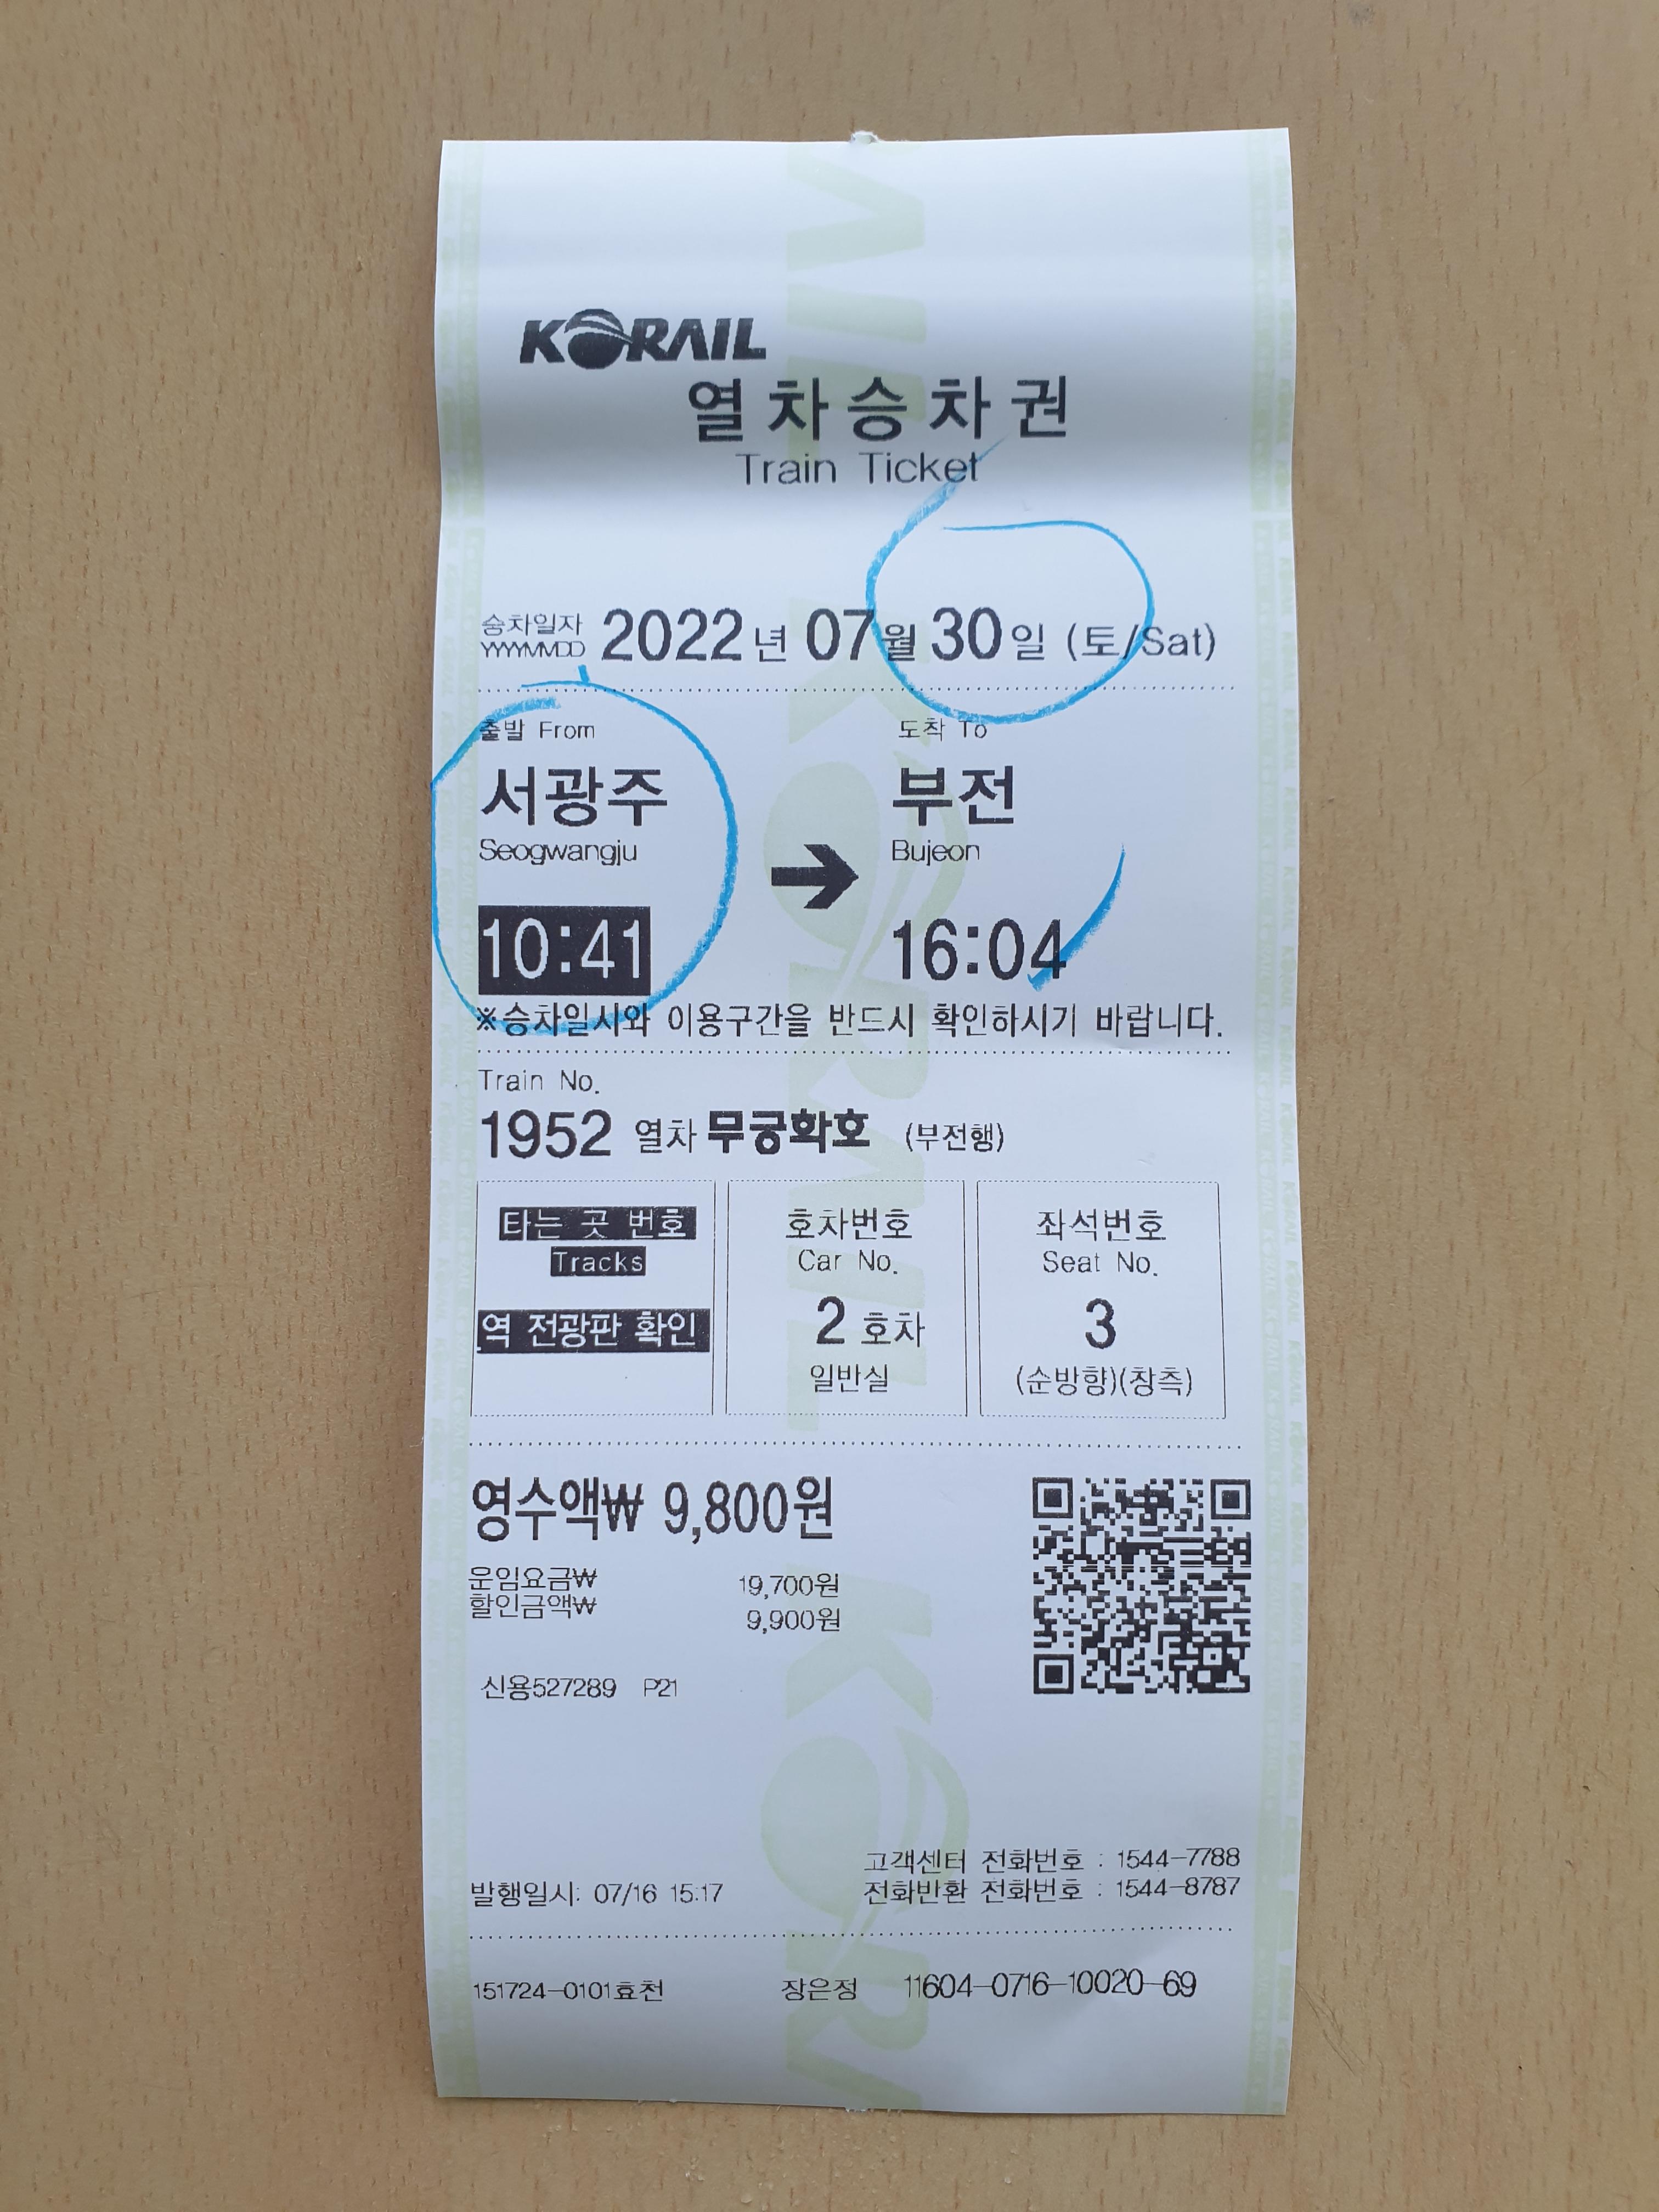 KORAIL
열차승차권
Train Ticket
승차일자
YYYYMMDD
2022년 07월 30일 (토/Sat)
출발 From
도착 To
서광주
부전
Seogwangju
Bujeon
10:41
16:04
※승차일시와 이용구간을 반드시 확인하시기 바랍니다.
Train No.
1952 열차 무궁화호 (부전행)
타는 곳 번호
Tracks
역 전광판 확인
호차번호
Car No.
2 호차
일반실
좌석번호
Seat No.
3
(순방향)(창측)
영수액₩ 9,800원
운임요금₩ 19,700원
할인금액₩ 9,900원
신용527289 P21
고객센터 전화번호 : 1544-7788
발행일시: 07/16 15:17
전화반환 전화번호 : 1544-8787
151724-0101효천 장은정 11604-0716-10020-69